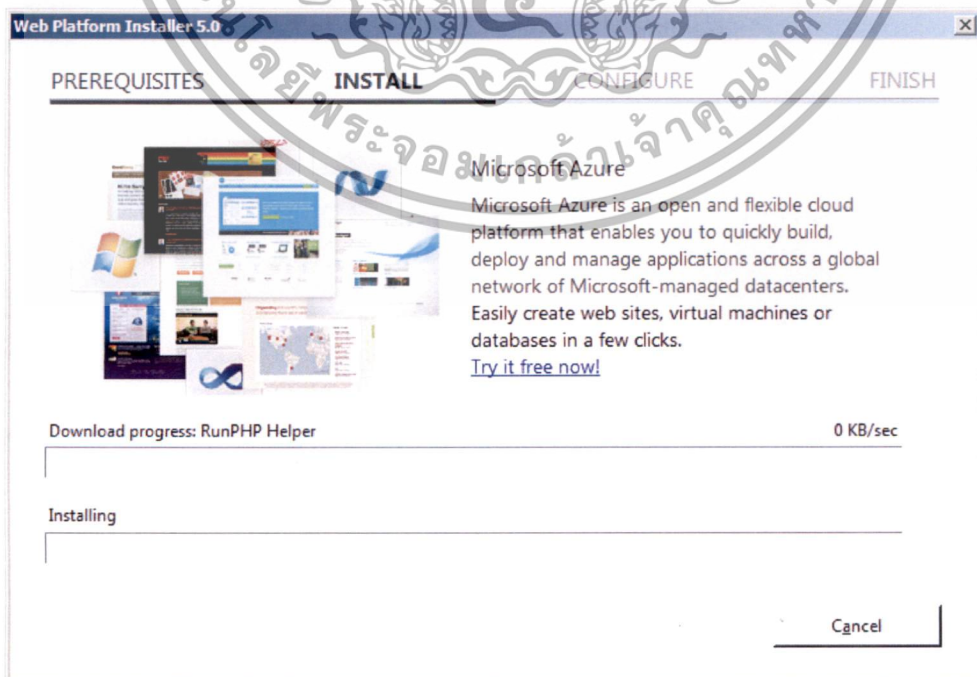 Web Platform Installer 5.0
PREREQUISITES INSTALL CONFIGURE FINISH
Microsoft Azure
Microsoft Azure is an open and flexible cloud
platform that enables you to quickly build,
deploy and manage applications across a global
network of Microsoft-managed datacenters.
Easily create web sites, virtual machines or
databases in a few clicks.
Try it free now!
Download progress: RunPHP Helper 0 KB/sec
Installing
Cancel